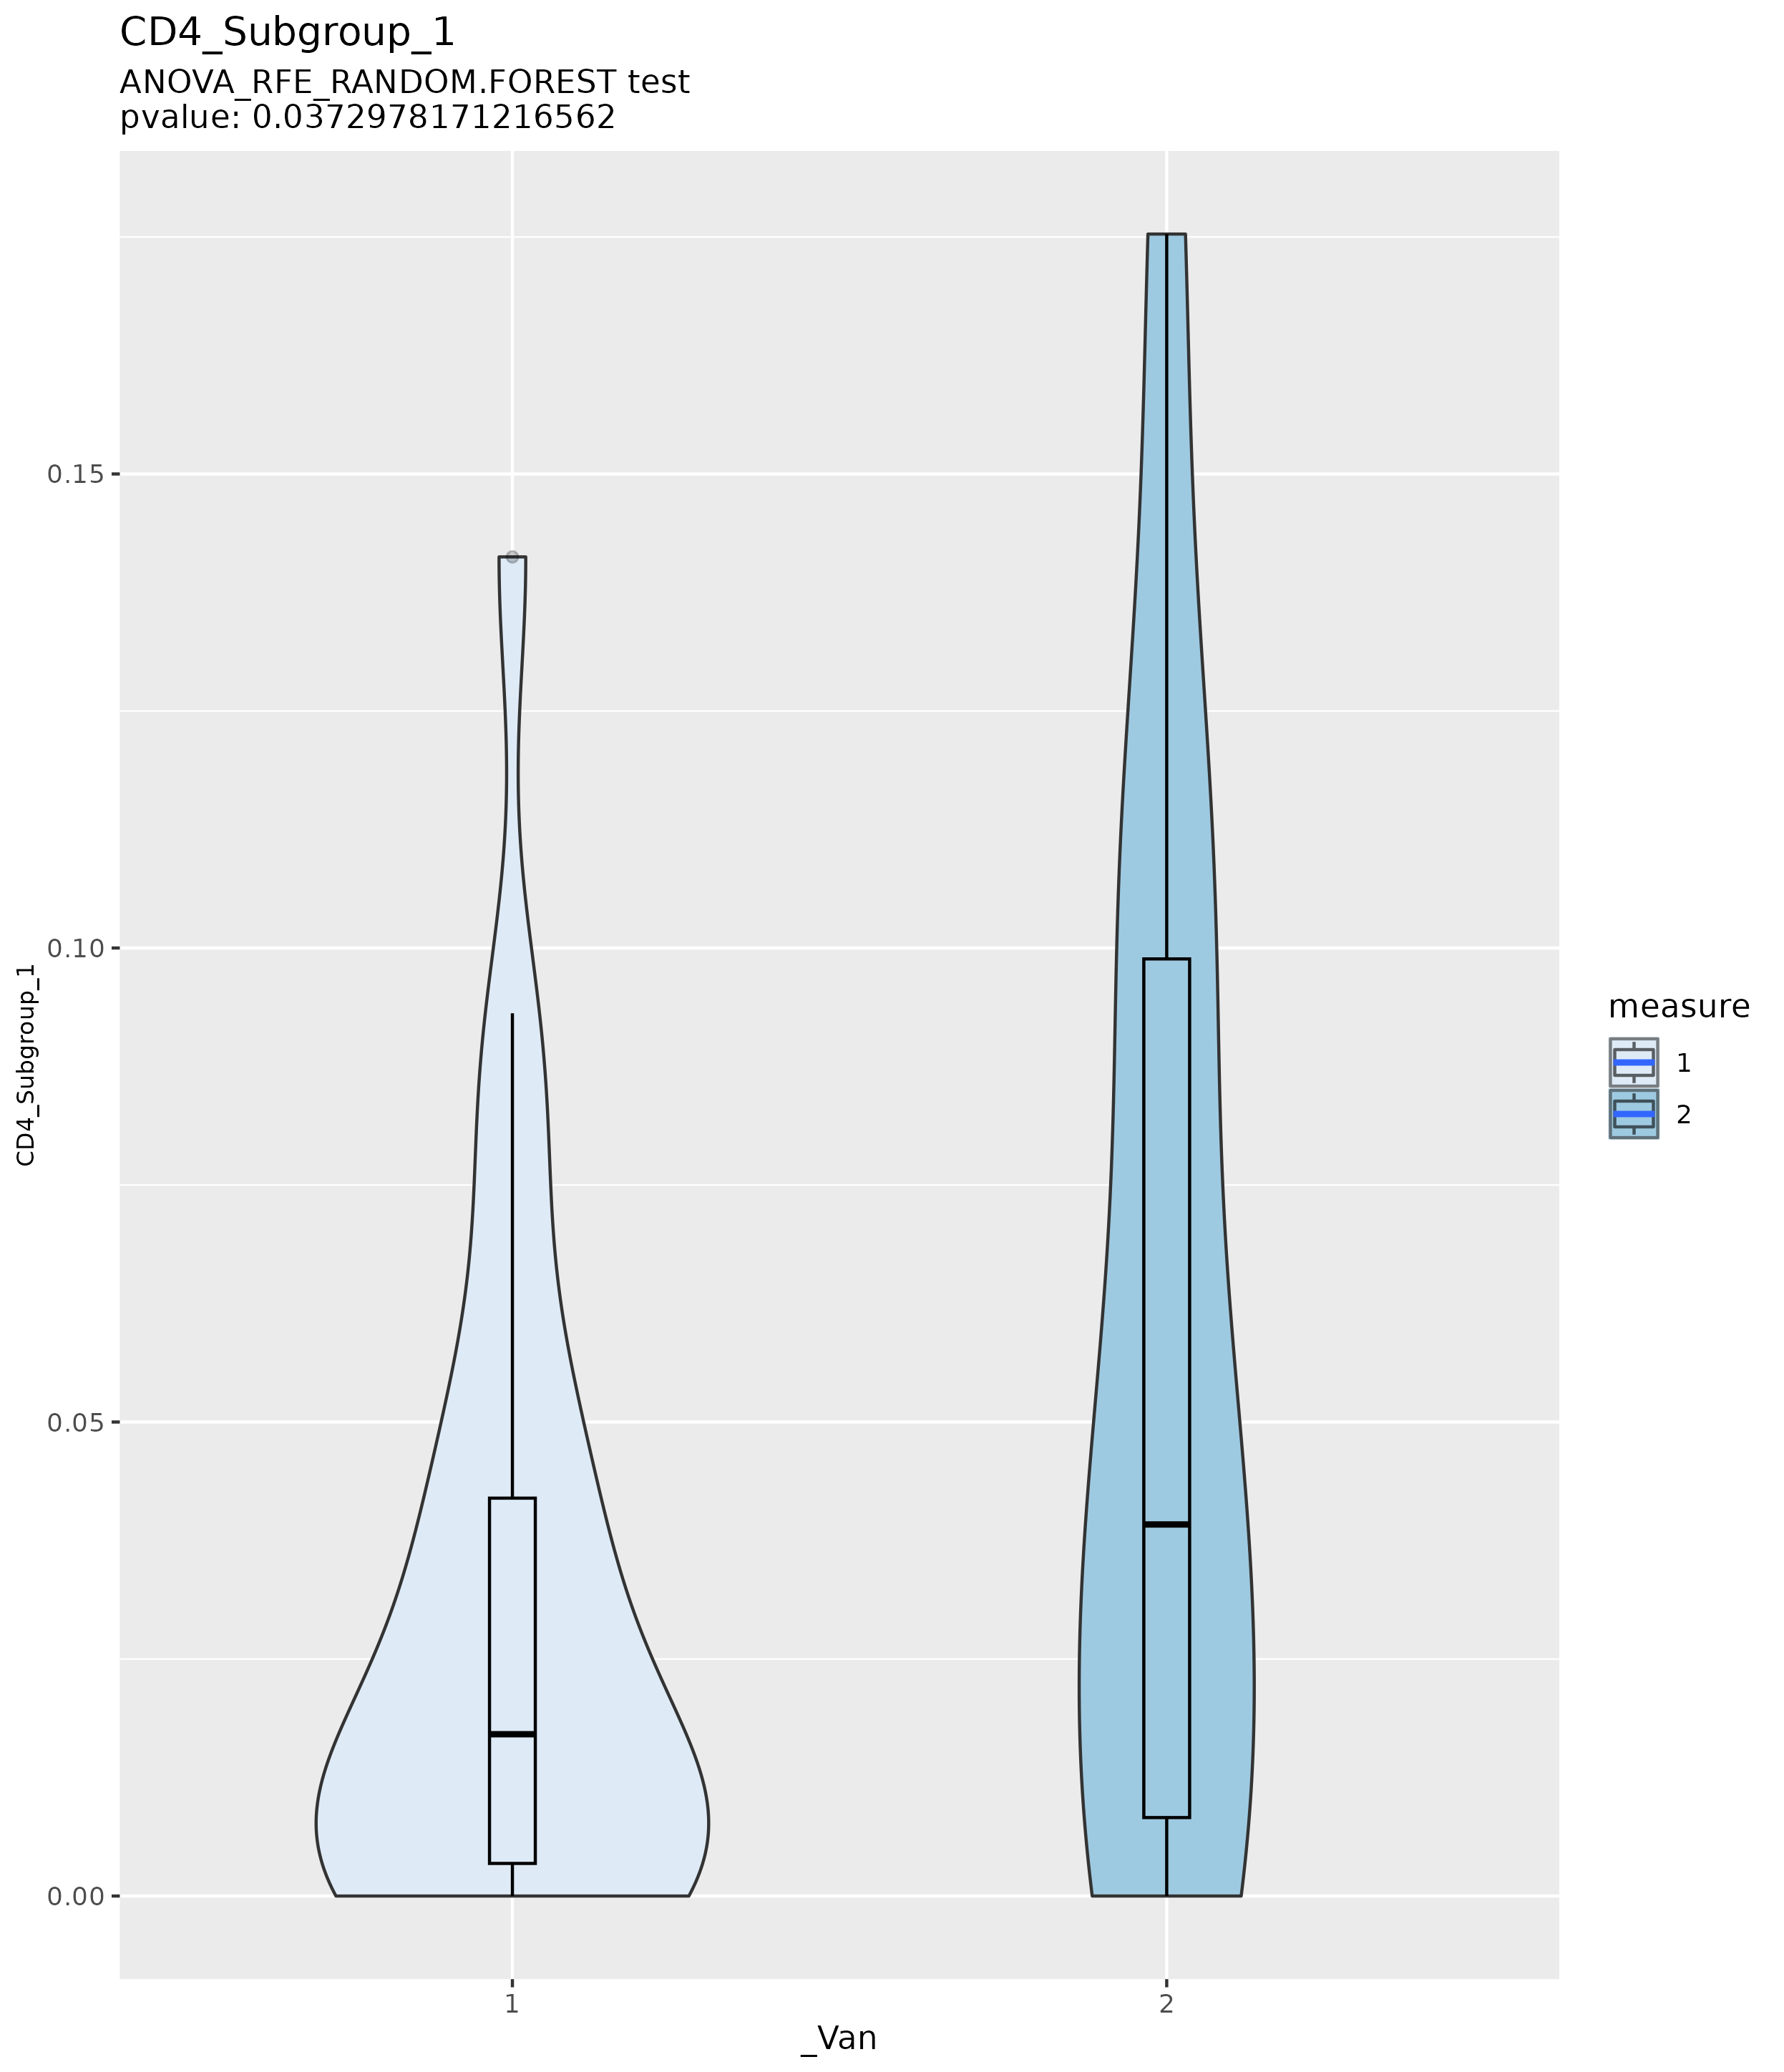 CD4_Subgroup_1
ANOVA_RFE_RANDOM.FOREST test
pvalue: 0.0372978171216562
0.15
0.10
0.05
0.00
CD4_Subgroup_1
1
2
_Van
measure
1
2